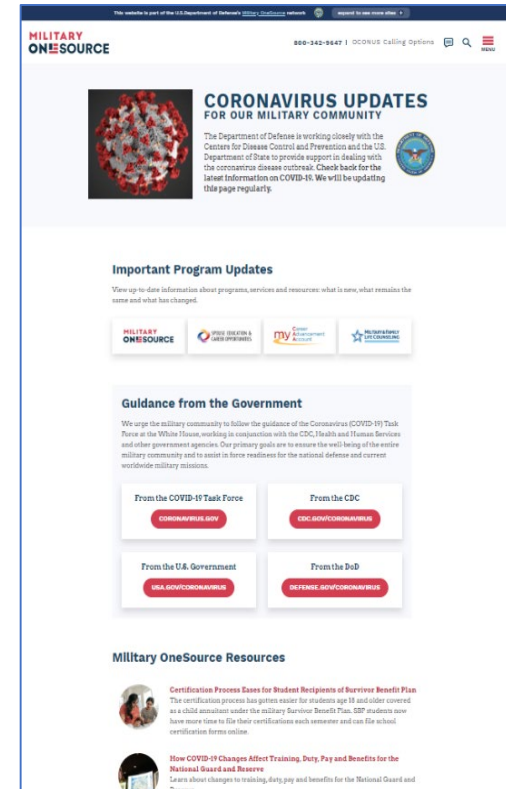 This website is part of the U.S. Department of Defense's Military OneSource network
expand to see more sites
MILITARY
ONESOURCE
800-342-9647 | OCONUS Calling Options
MENU
CORONAVIRUS UPDATES
FOR OUR MILITARY COMMUNITY
The Department of Defense is working closely with the
Centers for Disease Control and Prevention and the U.S.
Department of State to provide support in dealing with
the coronavirus disease outbreak. Check back for the
latest information on COVID-19. We will be updating
this page regularly.
Important Program Updates
View up-to-date information about programs, services and resources: what is new, what remains the
same and what has changed.
MILITARY
ONESOURCE
SPOUSE EDUCATION &
CAREER OPPORTUNITIES
my Career
Advancement
Account
MILITARY & FAMILY
LIFE COUNSELING
Guidance from the Government
We urge the military community to follow the guidance of the Coronavirus (COVID-19) Task
Force at the White House, working in conjunction with the CDC, Health and Human Services
and other government agencies. Our primary goals are to ensure the well-being of the entire
military community and to assist in force readiness for the national defense and current
worldwide military missions.
From the COVID-19 Task Force
CORONAVIRUS.GOV
From the CDC
CDC.GOV/CORONAVIRUS
From the U.S. Government
USA.GOV/CORONAVIRUS
From the DoD
DEFENSE.GOV/CORONAVIRUS
Military OneSource Resources
Certification Process Eases for Student Recipients of Survivor Benefit Plan
The certification process has gotten easier for students age 18 and older covered
as a child annuitant under the military Survivor Benefit Plan. SBP students now
have more time to file their certifications each semester and can file school
certification forms online.
How COVID-19 Changes Affect Training, Duty, Pay and Benefits for the
National Guard and Reserve
Learn about changes to training, duty, pay and benefits for the National Guard and